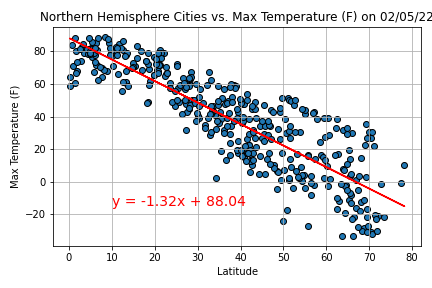 Northern Hemisphere Cities vs. Max Temperature (F) on 02/05/22
Max Temperature (F)
80
60
40
20
0
−20
y = -1.32x + 88.04
0 10 20 30 40 50 60 70 80
Latitude